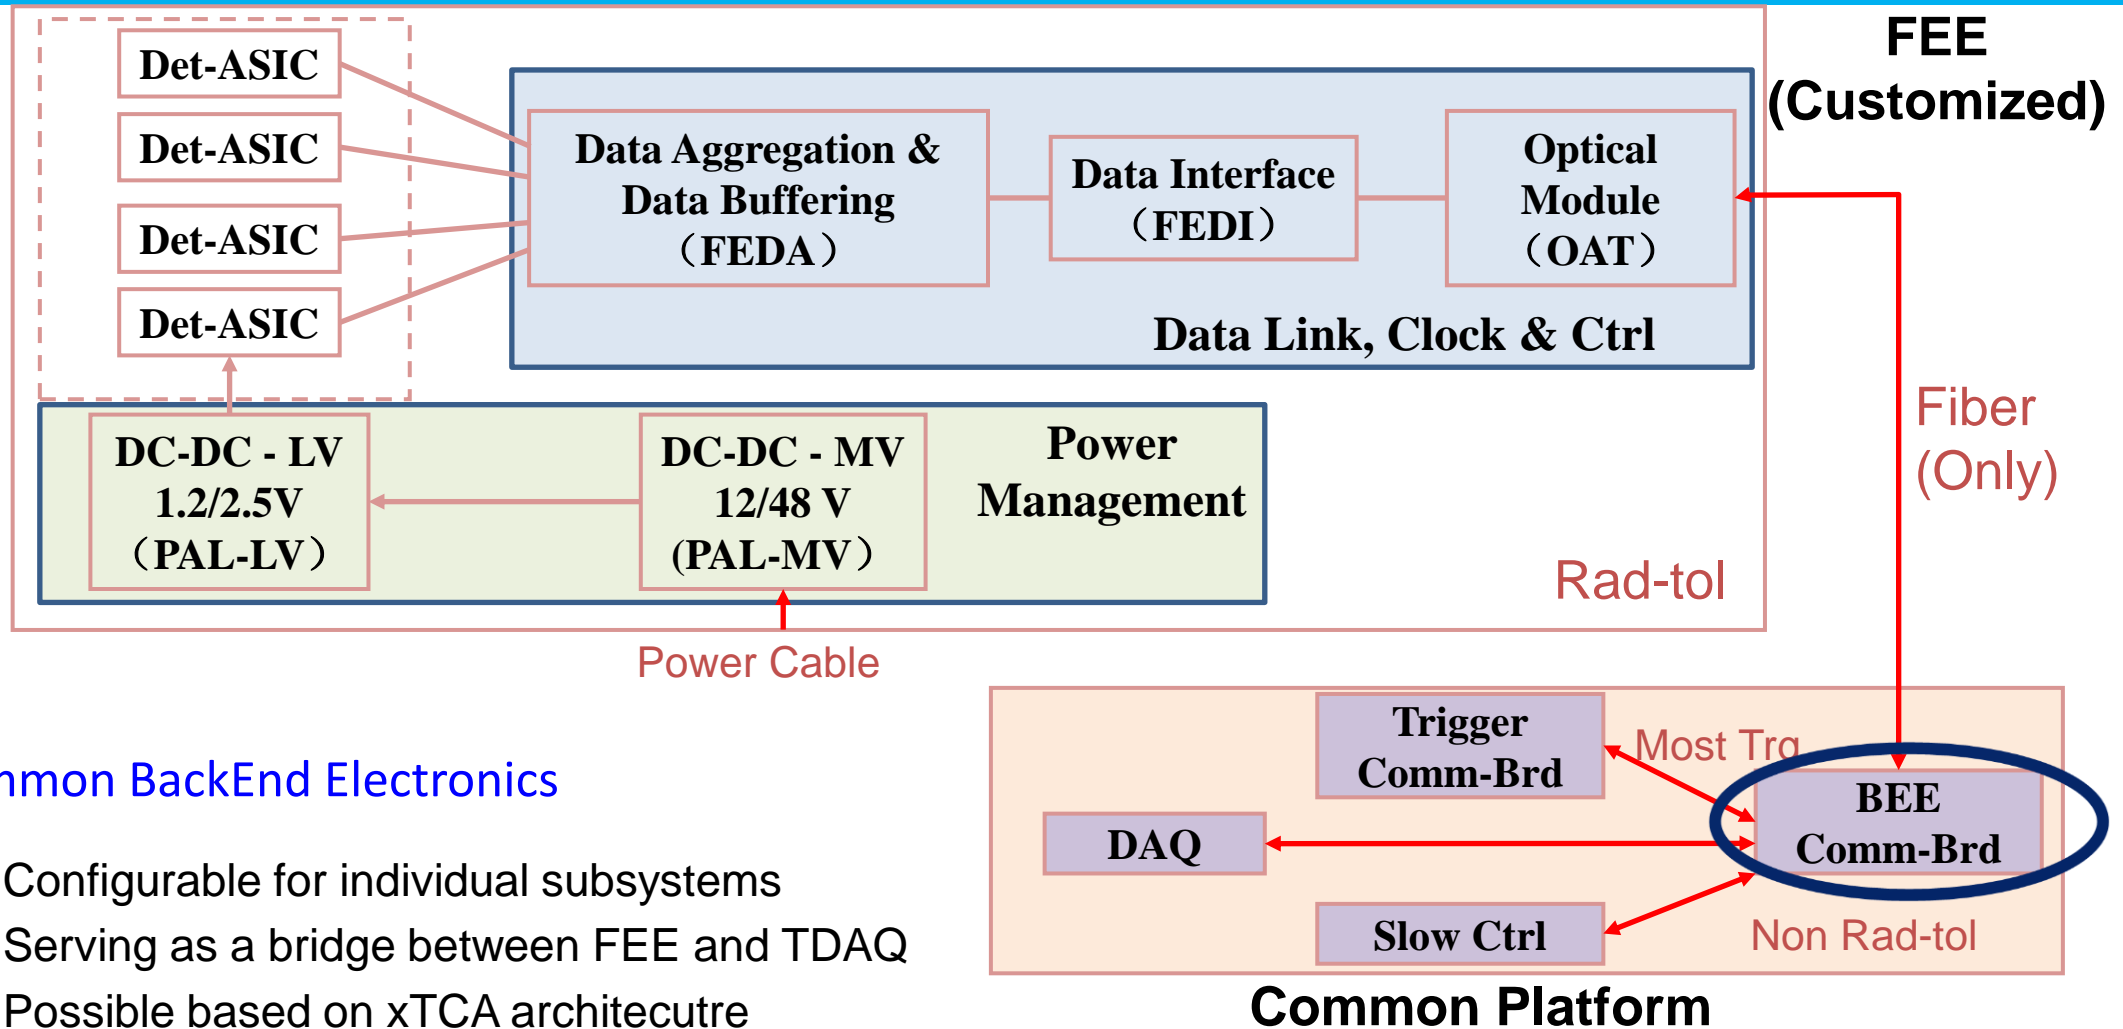 FEE
(Customized)
Det-ASIC
Det-ASIC
Det-ASIC
Det-ASIC
Data Aggregation &
Data Buffering
（FEDA）
Data Interface
（FEDI）
Optical
Module
（OAT）
Data Link, Clock & Ctrl
DC-DC - LV
1.2/2.5V
（PAL-LV）
DC-DC - MV
12/48 V
(PAL-MV）
Power
Management
Fiber
(Only)
Rad-tol
Power Cable
Trigger
Comm-Brd
Most Trg
BEE
Comm-Brd
DAQ
Slow Ctrl
Non Rad-tol
Common Platform
BackEnd Electronics
Configurable for individual subsystems
Serving as a bridge between FEE and TDAQ
Possible based on xTCA architecutre